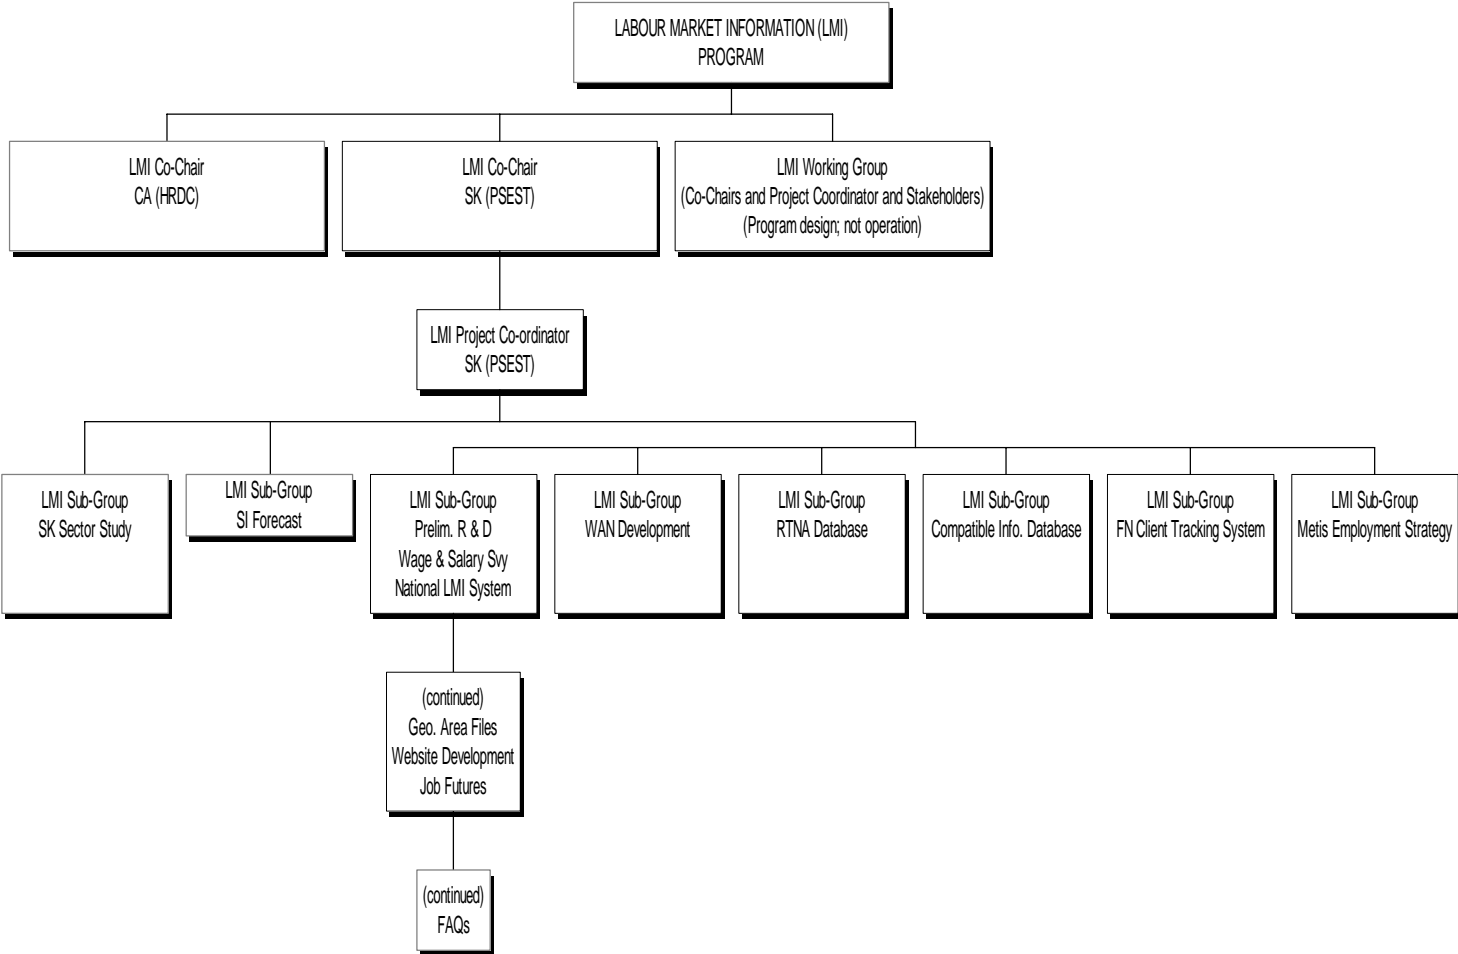 LABOUR MARKET INFORMATION (LMI)
PROGRAM
LMI Co-Chair
CA (HRDC)
LMI Co-Chair
SK (PSEST)
LMI Working Group
(Co-Chairs and Project Coordinator and Stakeholders)
(Program design; not operation)
LMI Project Co-ordinator
SK (PSEST)
LMI Sub-Group
SK Sector Study
LMI Sub-Group
SI Forecast
LMI Sub-Group
Prelim. R & D
Wage & Salary Svy
National LMI System
LMI Sub-Group
WAN Development
LMI Sub-Group
RTNA Database
LMI Sub-Group
Compatible Info. Database
LMI Sub-Group
FN Client Tracking System
LMI Sub-Group
Metis Employment Strategy
(continued)
Geo. Area Files
Website Development
Job Futures
(continued)
FAQs